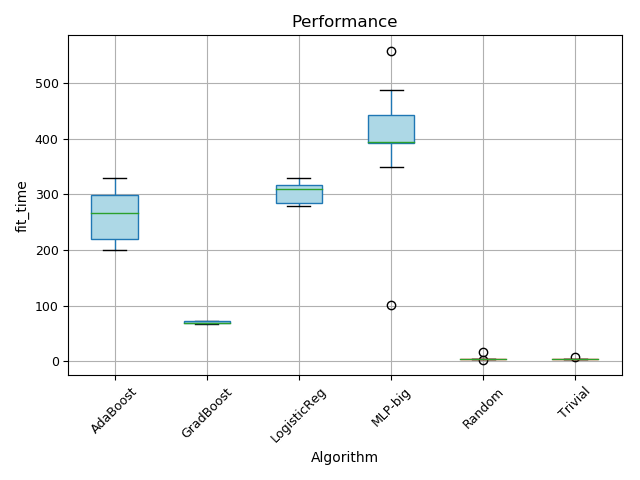 Performance
500
400
300
200
100
0
fit_time
AdaBoost
GradBoost
LogisticReg
MLP-big
Random
Trivial
Algorithm